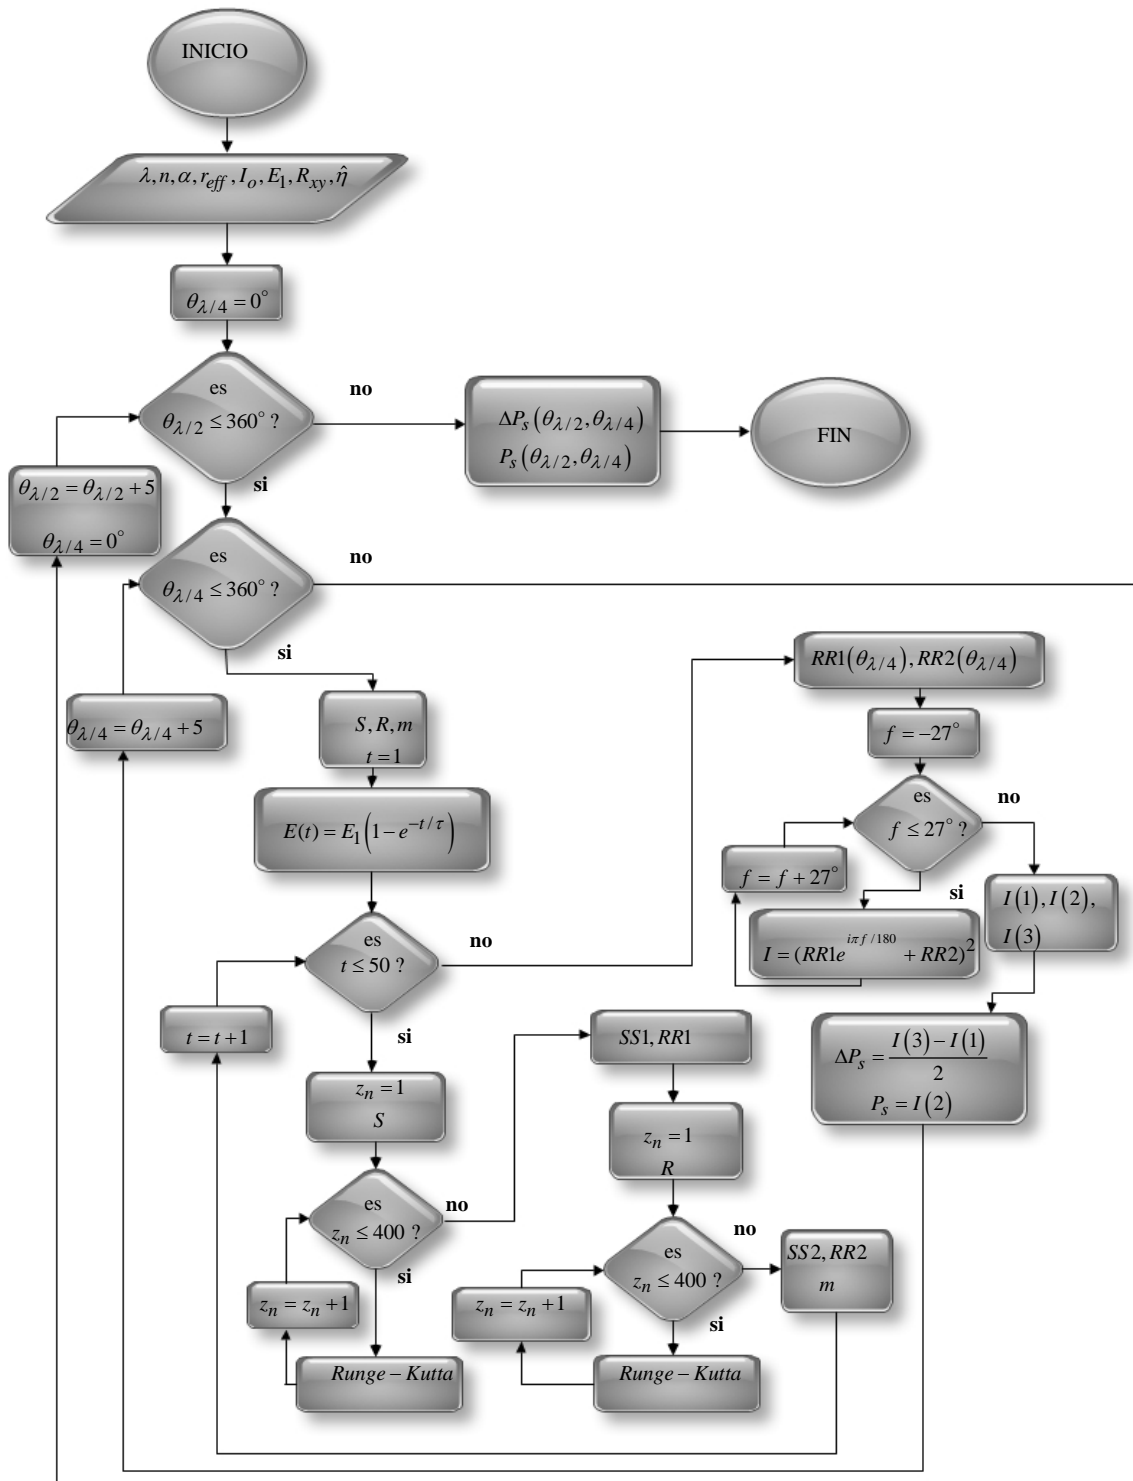 INICIO
λ, n, α, r_eff, I_o, E_1, R_xy, η̂
θ_λ/4 = 0°
es
θ_λ/2 ≤ 360° ?
no
si
ΔP_s(θ_λ/2, θ_λ/4)
P_s(θ_λ/2, θ_λ/4)
FIN
θ_λ/2 = θ_λ/2 + 5
θ_λ/4 = 0°
es
θ_λ/4 ≤ 360° ?
no
si
θ_λ/4 = θ_λ/4 + 5
S, R, m
t = 1
E(t) = E_1(1 − e^{−t/τ})
es
t ≤ 50 ?
no
si
t = t + 1
z_n = 1
S
es
z_n ≤ 400 ?
no
si
z_n = z_n + 1
Runge − Kutta
SS1, RR1
z_n = 1
R
es
z_n ≤ 400 ?
no
si
z_n = z_n + 1
Runge − Kutta
SS2, RR2
m
RR1(θ_λ/4), RR2(θ_λ/4)
f = −27°
es
f ≤ 27° ?
no
si
f = f + 27°
I = (RR1e^{iπf/180} + RR2)^2
I(1), I(2),
I(3)
ΔP_s = (I(3) − I(1))/2
P_s = I(2)